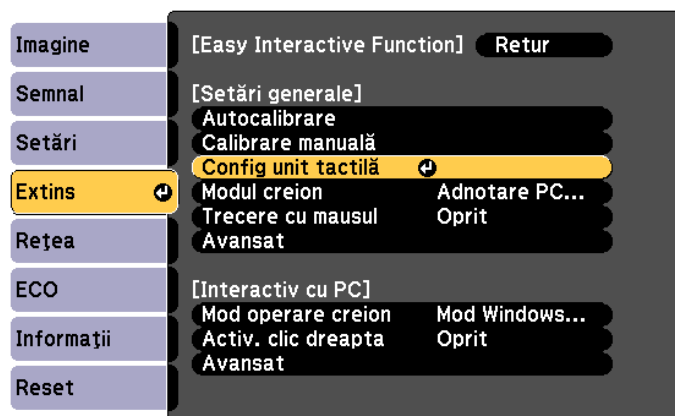 Imagine
Semnal
Setări
Extins
Reţea
ECO
Informaţii
Reset
[Easy Interactive Function] Retur
[Setări generale]
Autocalibrare
Calibrare manuală
Config unit tactilă
Modul creion Adnotare PC...
Trecere cu mausul Oprit
Avansat
[Interactiv cu PC]
Mod operare creion Mod Windows...
Activ. clic dreapta Oprit
Avansat